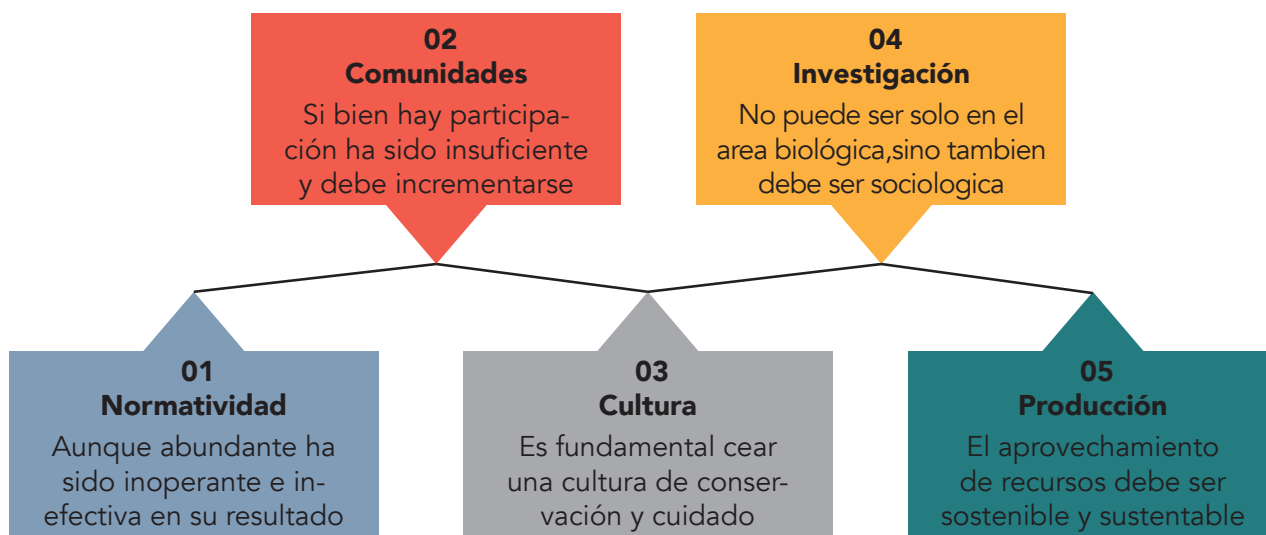 02
Comunidades
Si bien hay participa-
ción ha sido insuficiente
y debe incrementarse
04
Investigación
No puede ser solo en el
area biológica,sino tambien
debe ser sociologica
01
Normatividad
Aunque abundante ha
sido inoperante e in-
efectiva en su resultado
03
Cultura
Es fundamental cear
una cultura de conser-
vación y cuidado
05
Producción
El aprovechamiento
de recursos debe ser
sostenible y sustentable